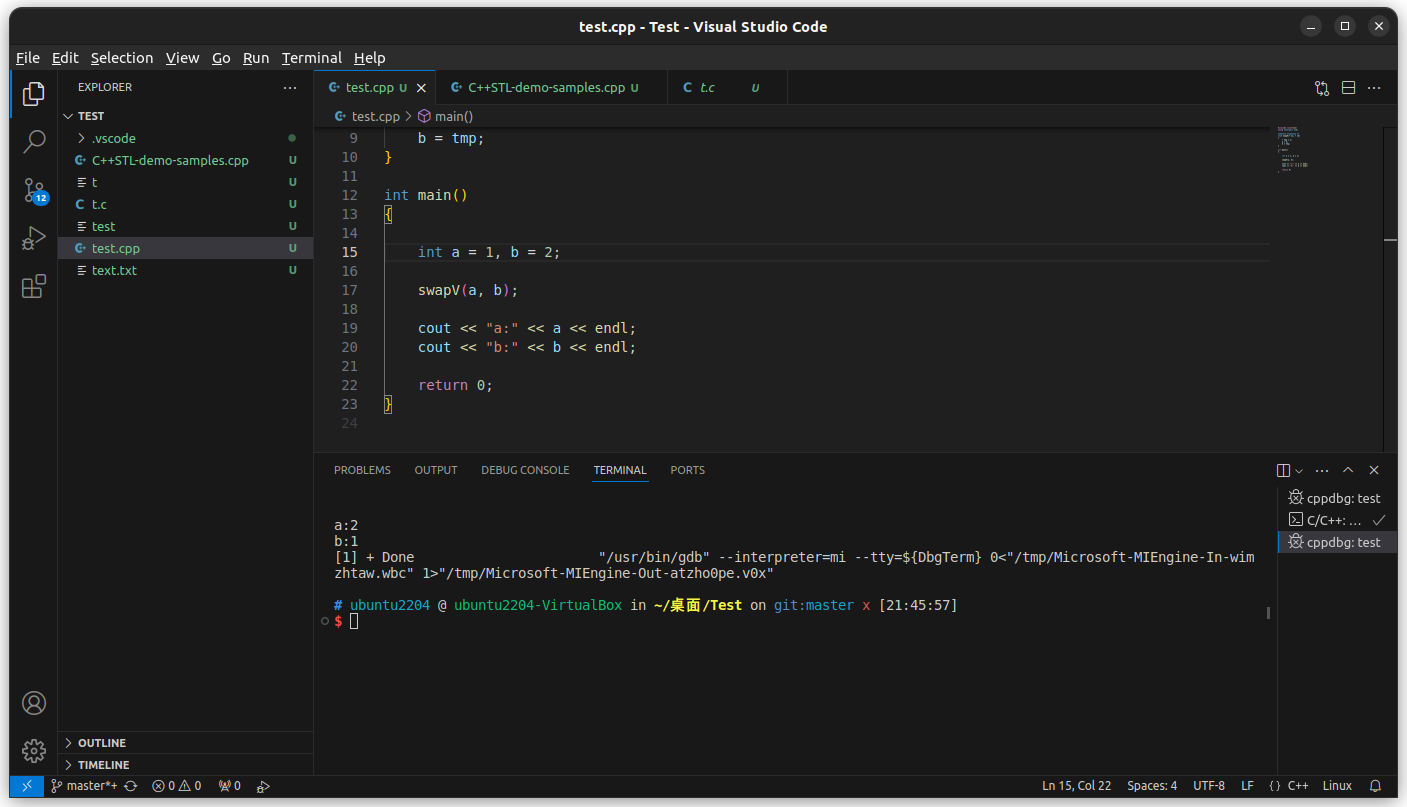 test.cpp - Test - Visual Studio Code
File Edit Selection View Go Run Terminal Help
EXPLORER
TEST
.vscode
C++STL-demo-samples.cpp U
t U
t.c U
test U
test.cpp U
text.txt U
12
OUTLINE
TIMELINE
test.cpp U
C++STL-demo-samples.cpp U
t.c U
test.cpp > main()
9 b = tmp;
10 }
11
12 int main()
13 {
14
15 int a = 1, b = 2;
16
17 swapV(a, b);
18
19 cout << "a:" << a << endl;
20 cout << "b:" << b << endl;
21
22 return 0;
23 }
24
PROBLEMS OUTPUT DEBUG CONSOLE TERMINAL PORTS
a:2
b:1
[1] + Done "/usr/bin/gdb" --interpreter=mi --tty=${DbgTerm} 0<"/tmp/Microsoft-MIEngine-In-wim
zhtaw.wbc" 1>"/tmp/Microsoft-MIEngine-Out-atzho0pe.v0x"
# ubuntu2204 @ ubuntu2204-VirtualBox in ~/桌面/Test on git:master x [21:45:57]
$
cppdbg: test
C/C++: ...
cppdbg: test
master*+ 0 0 0 Ln 15, Col 22 Spaces: 4 UTF-8 LF {} C++ Linux